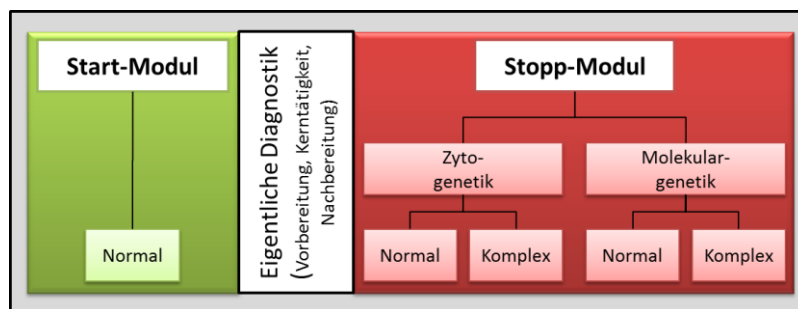 Start-Modul
Normal
Eigentliche Diagnostik
(Vorbereitung, Kerntätigkeit,
Nachbereitung)
Stopp-Modul
Zyto-
genetik
Molekular-
genetik
Normal
Komplex
Normal
Komplex